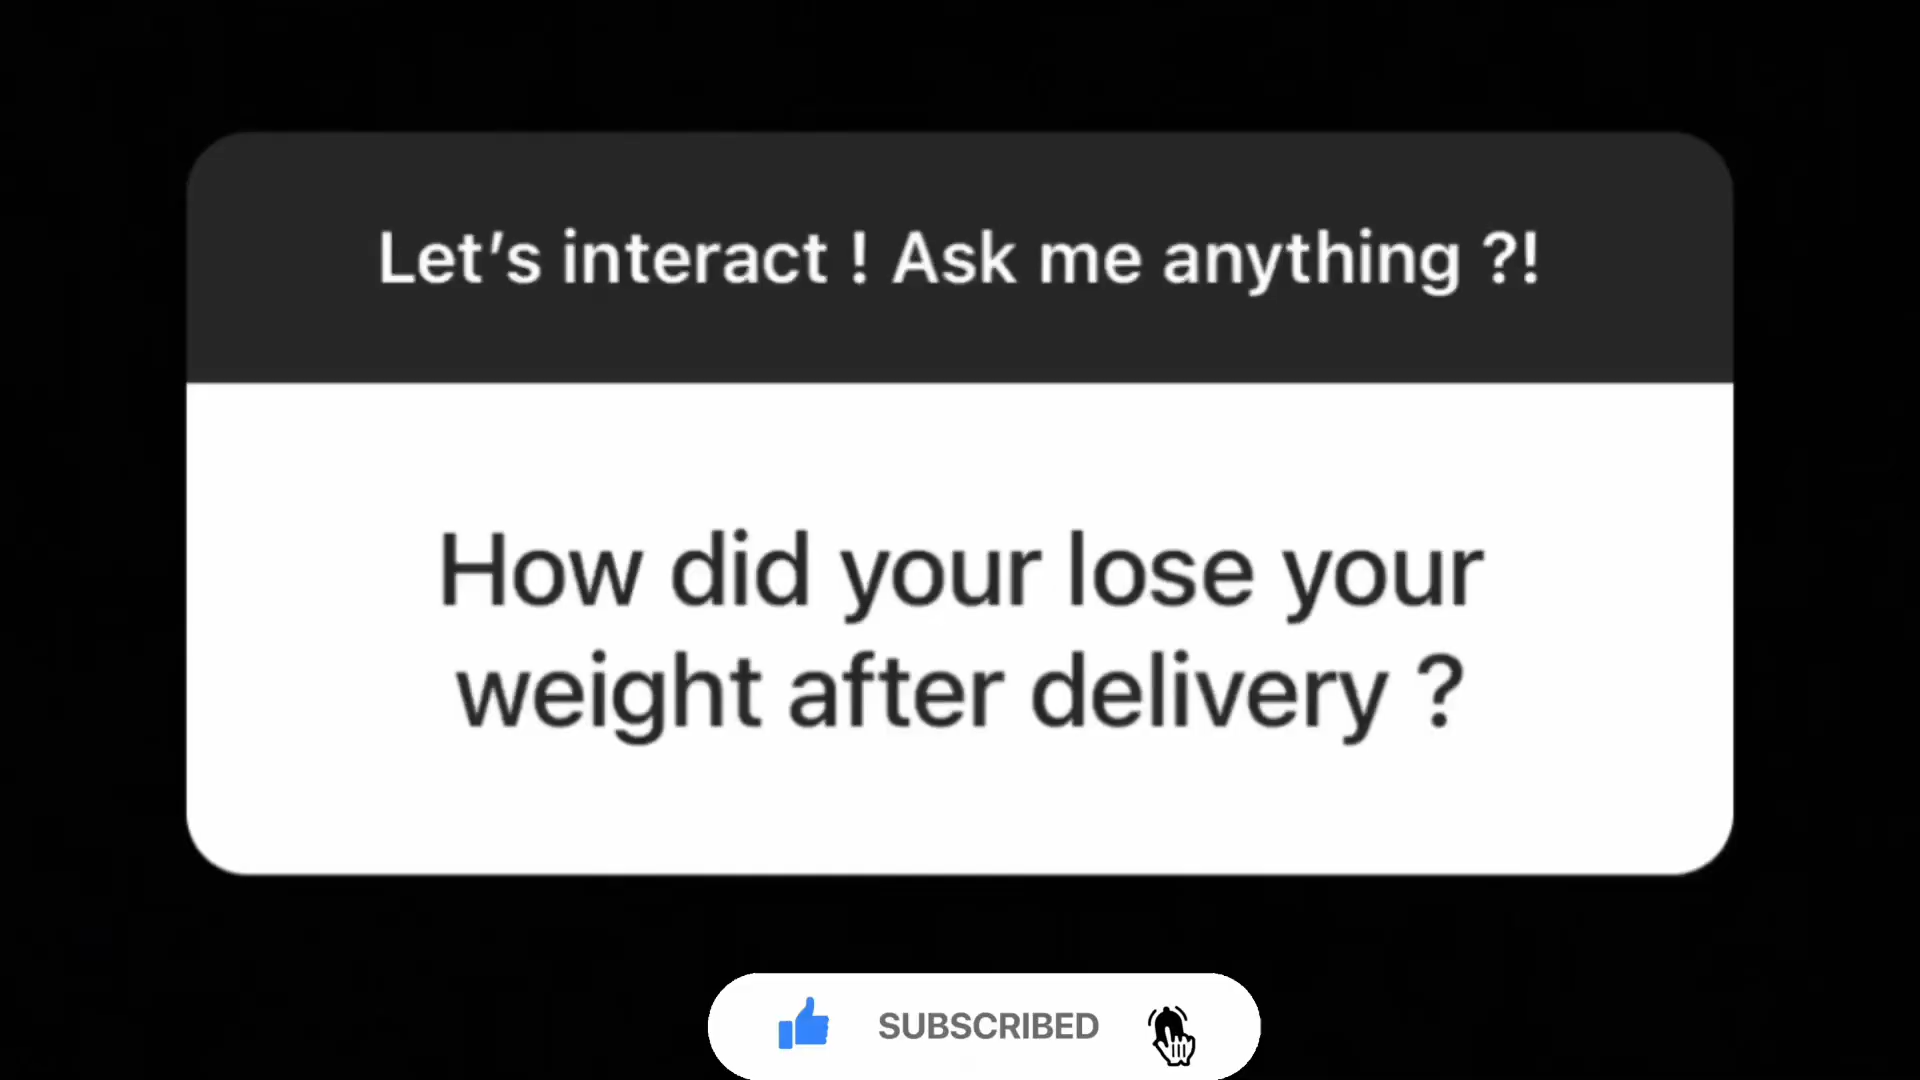 Let’s interact ! Ask me anything ?!
How did your lose your
weight after delivery ?
SUBSCRIBED